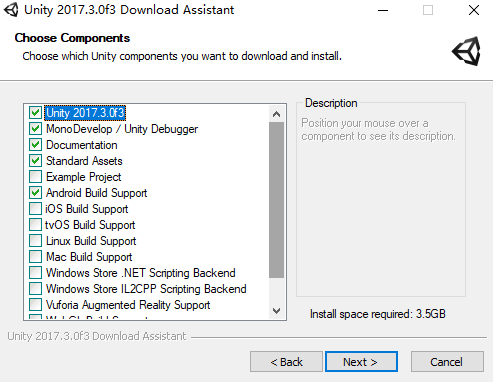 Unity 2017.3.0f3 Download Assistant
Choose Components
Choose which Unity components you want to download and install.
Unity 2017.3.0f3
MonoDevelop / Unity Debugger
Documentation
Standard Assets
Example Project
Android Build Support
iOS Build Support
tvOS Build Support
Linux Build Support
Mac Build Support
Windows Store .NET Scripting Backend
Windows Store IL2CPP Scripting Backend
Vuforia Augmented Reality Support
Description
Position your mouse over a
component to see its description.
Install space required: 3.5GB
Unity 2017.3.0f3 Download Assistant
< Back
Next >
Cancel